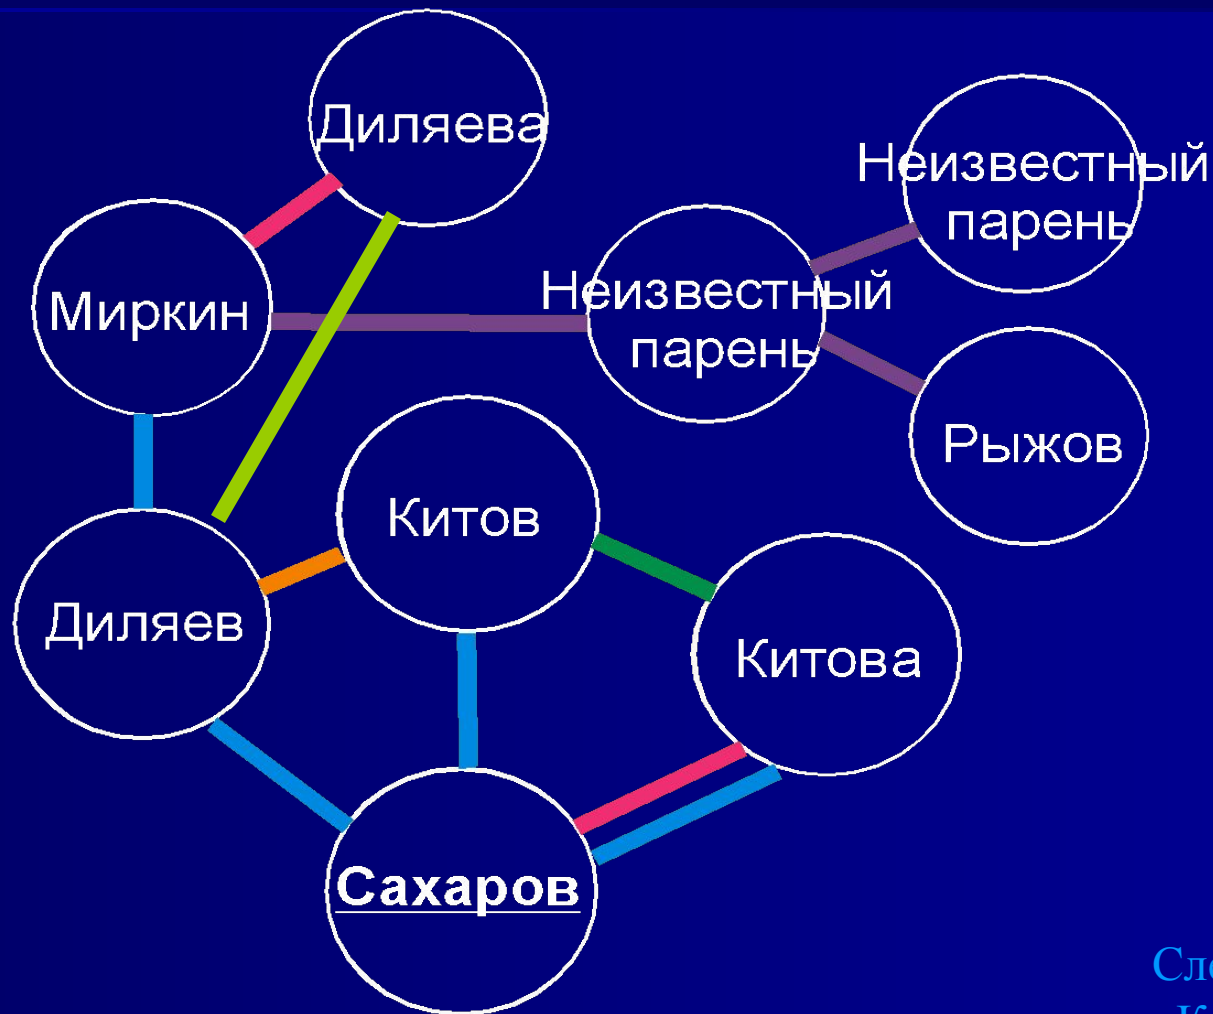 Диляева
Неизвестный
парень
Миркин
Неизвестный
парень
Рыжов
Китов
Диляев
Китова
Сахаров